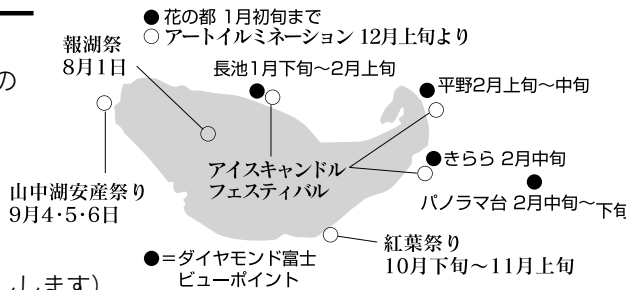 ●花の都 1月初旬まで
○アートイルミネーション 12月上旬より
報湖祭
8月1日
の
長池1月下旬〜2月上旬
平野2月上旬〜中旬
きらら 2月中旬
アイスキャンドル
フェスティバル
パノラマ台 2月中旬〜下旬
山中湖安産祭り
9月4・5・6日
紅葉祭り
10月下旬〜11月上旬
●=ダイヤモンド富士
ビューポイント
します)